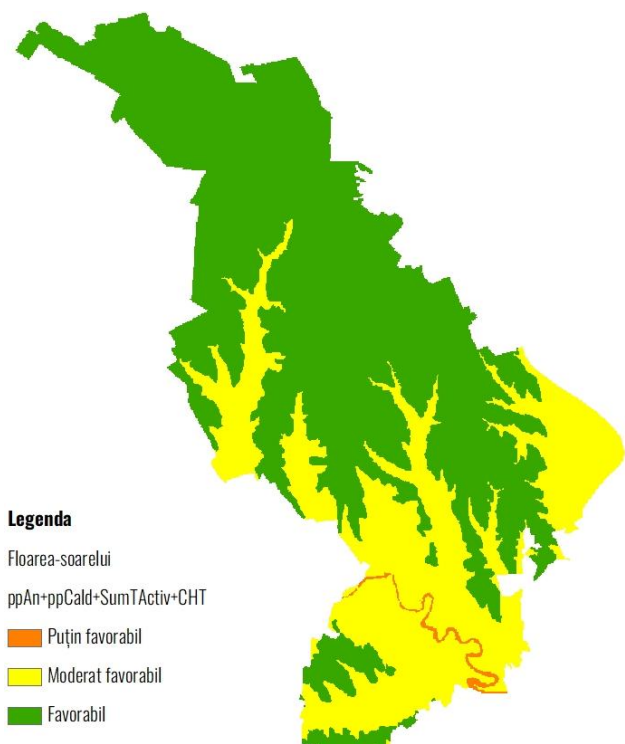 Legenda
Floarea-soarelui
ppAn+ppCald+SumTActiv+CHT
Puțin favorabil
Moderat favorabil
Favorabil